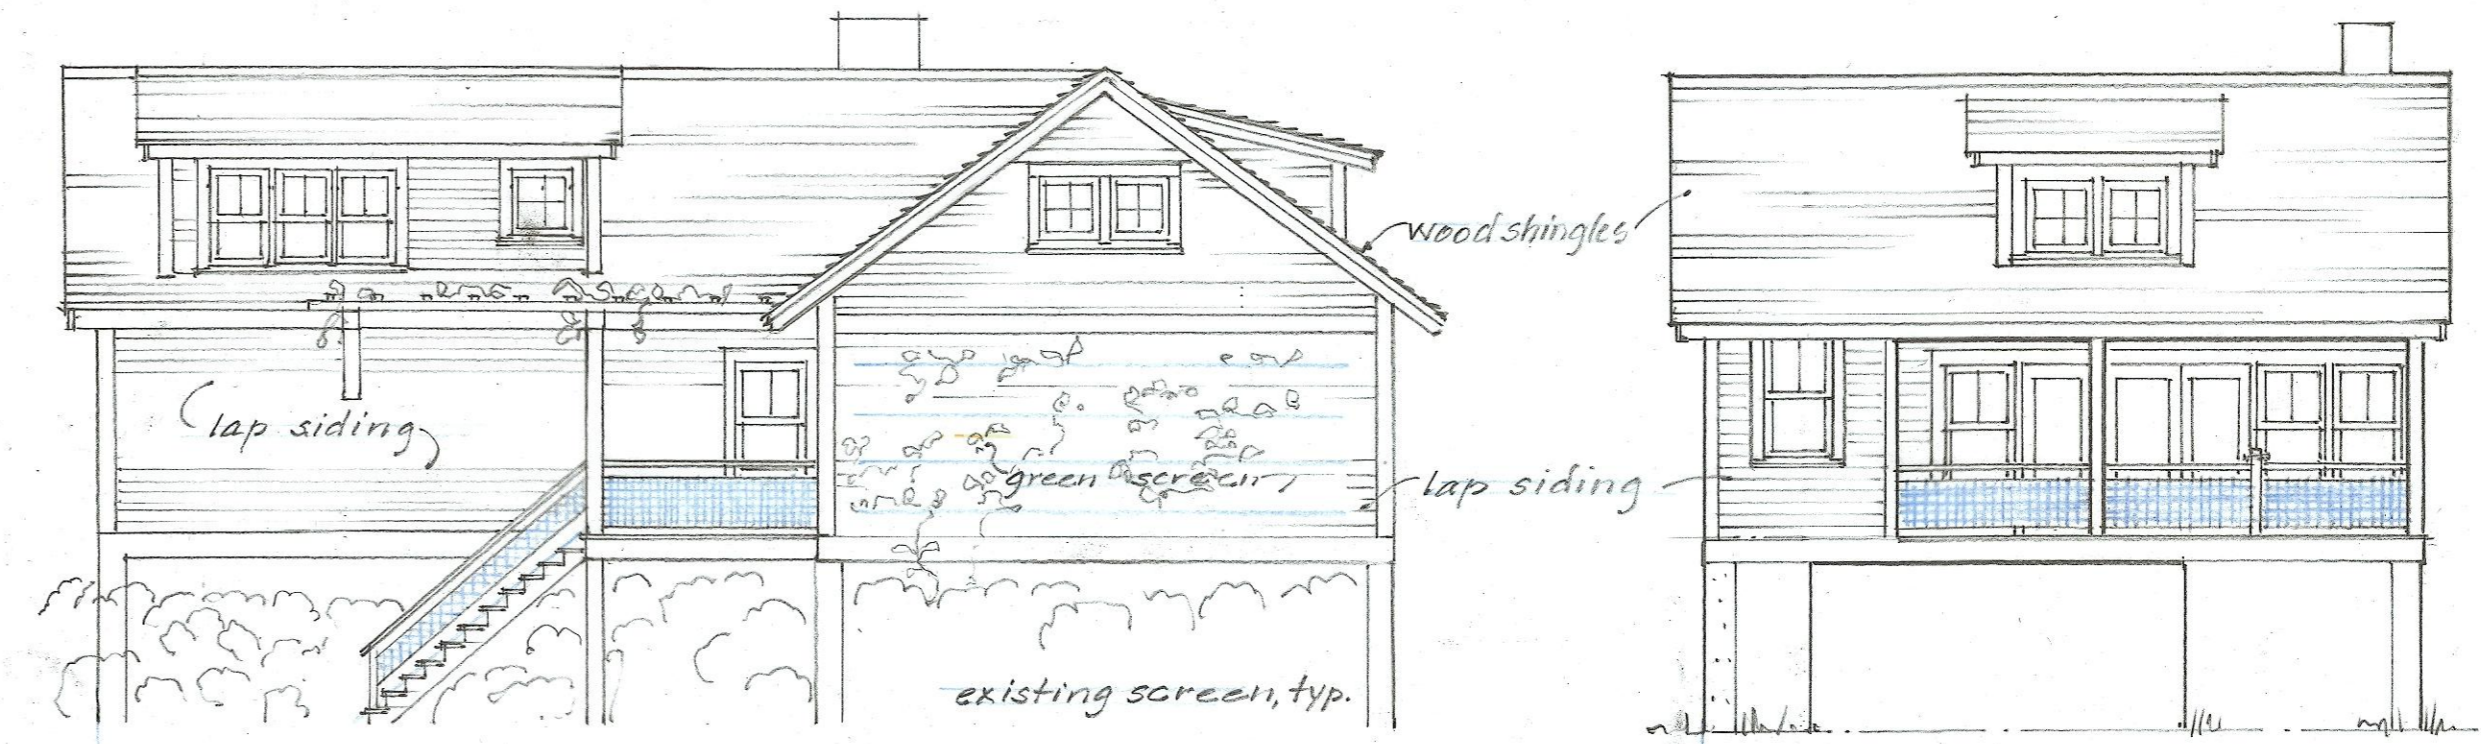 wood shingles
lap siding
green screen
lap siding
existing screen, typ.